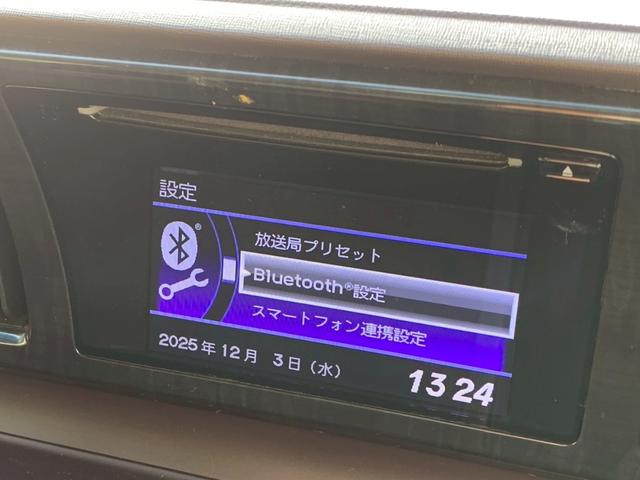 設定
放送局プリセット
Bluetooth®設定
スマートフォン連携設定
2025年12月 3日(水)
13:24